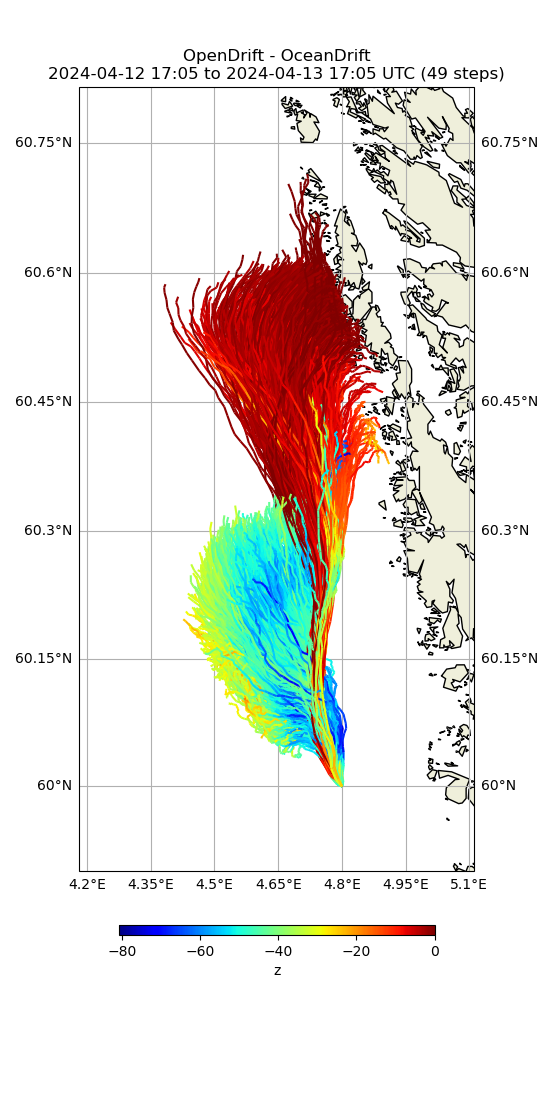 OpenDrift - OceanDrift
2024-04-12 17:05 to 2024-04-13 17:05 UTC (49 steps)
60.75°N 60.75°N
60.6°N 60.6°N
60.45°N 60.45°N
60.3°N 60.3°N
60.15°N 60.15°N
60°N 60°N
4.2°E 4.35°E 4.5°E 4.65°E 4.8°E 4.95°E 5.1°E
−80 −60 −40 −20 0
z